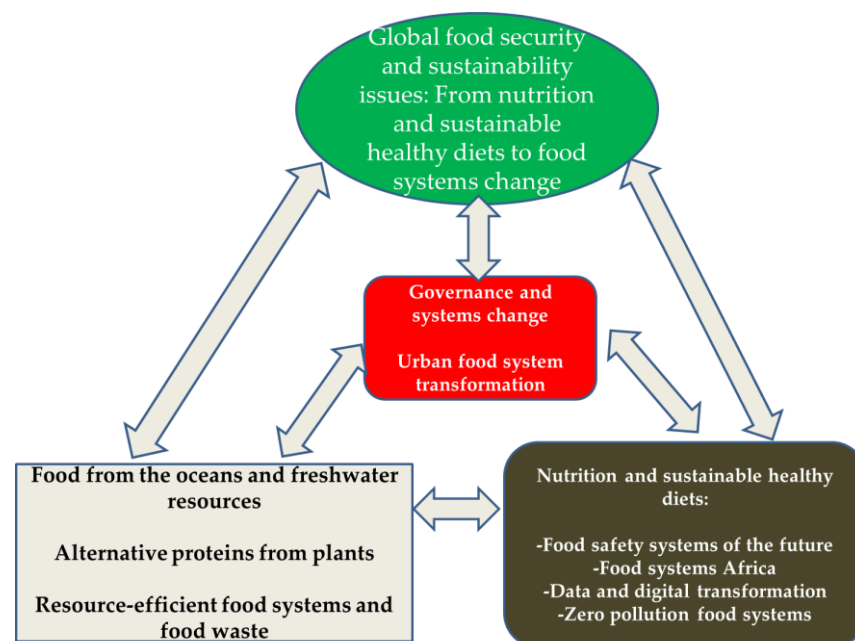 Global food security
and sustainability
issues: From nutrition
and sustainable
healthy diets to food
systems change
Governance and
systems change
Urban food system
transformation
Food from the oceans and freshwater
resources
Alternative proteins from plants
Resource-efficient food systems and
food waste
Nutrition and sustainable healthy
diets:
-Food safety systems of the future
-Food systems Africa
-Data and digital transformation
-Zero pollution food systems